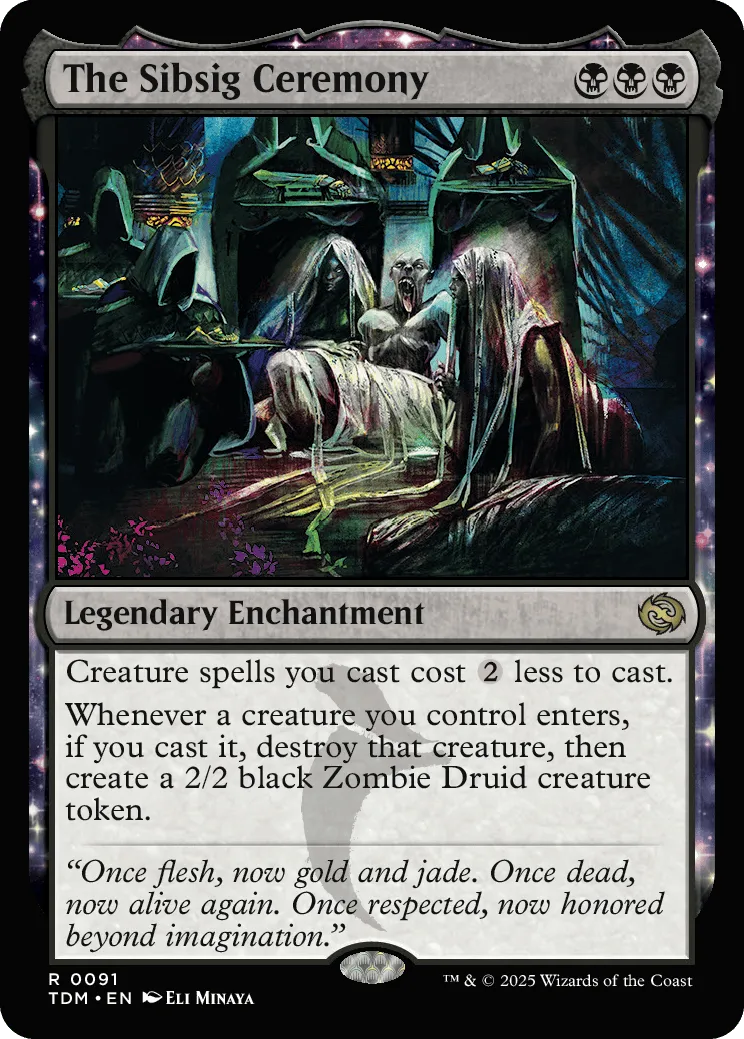 The Sibsig Ceremony
Legendary Enchantment
Creature spells you cast cost 2 less to cast.
Whenever a creature you control enters,
if you cast it, destroy that creature, then
create a 2/2 black Zombie Druid creature
token.
“Once flesh, now gold and jade. Once dead,
now alive again. Once respected, now honored
beyond imagination.”
R 0091
TDM • EN Eli Minaya
™ & © 2025 Wizards of the Coast